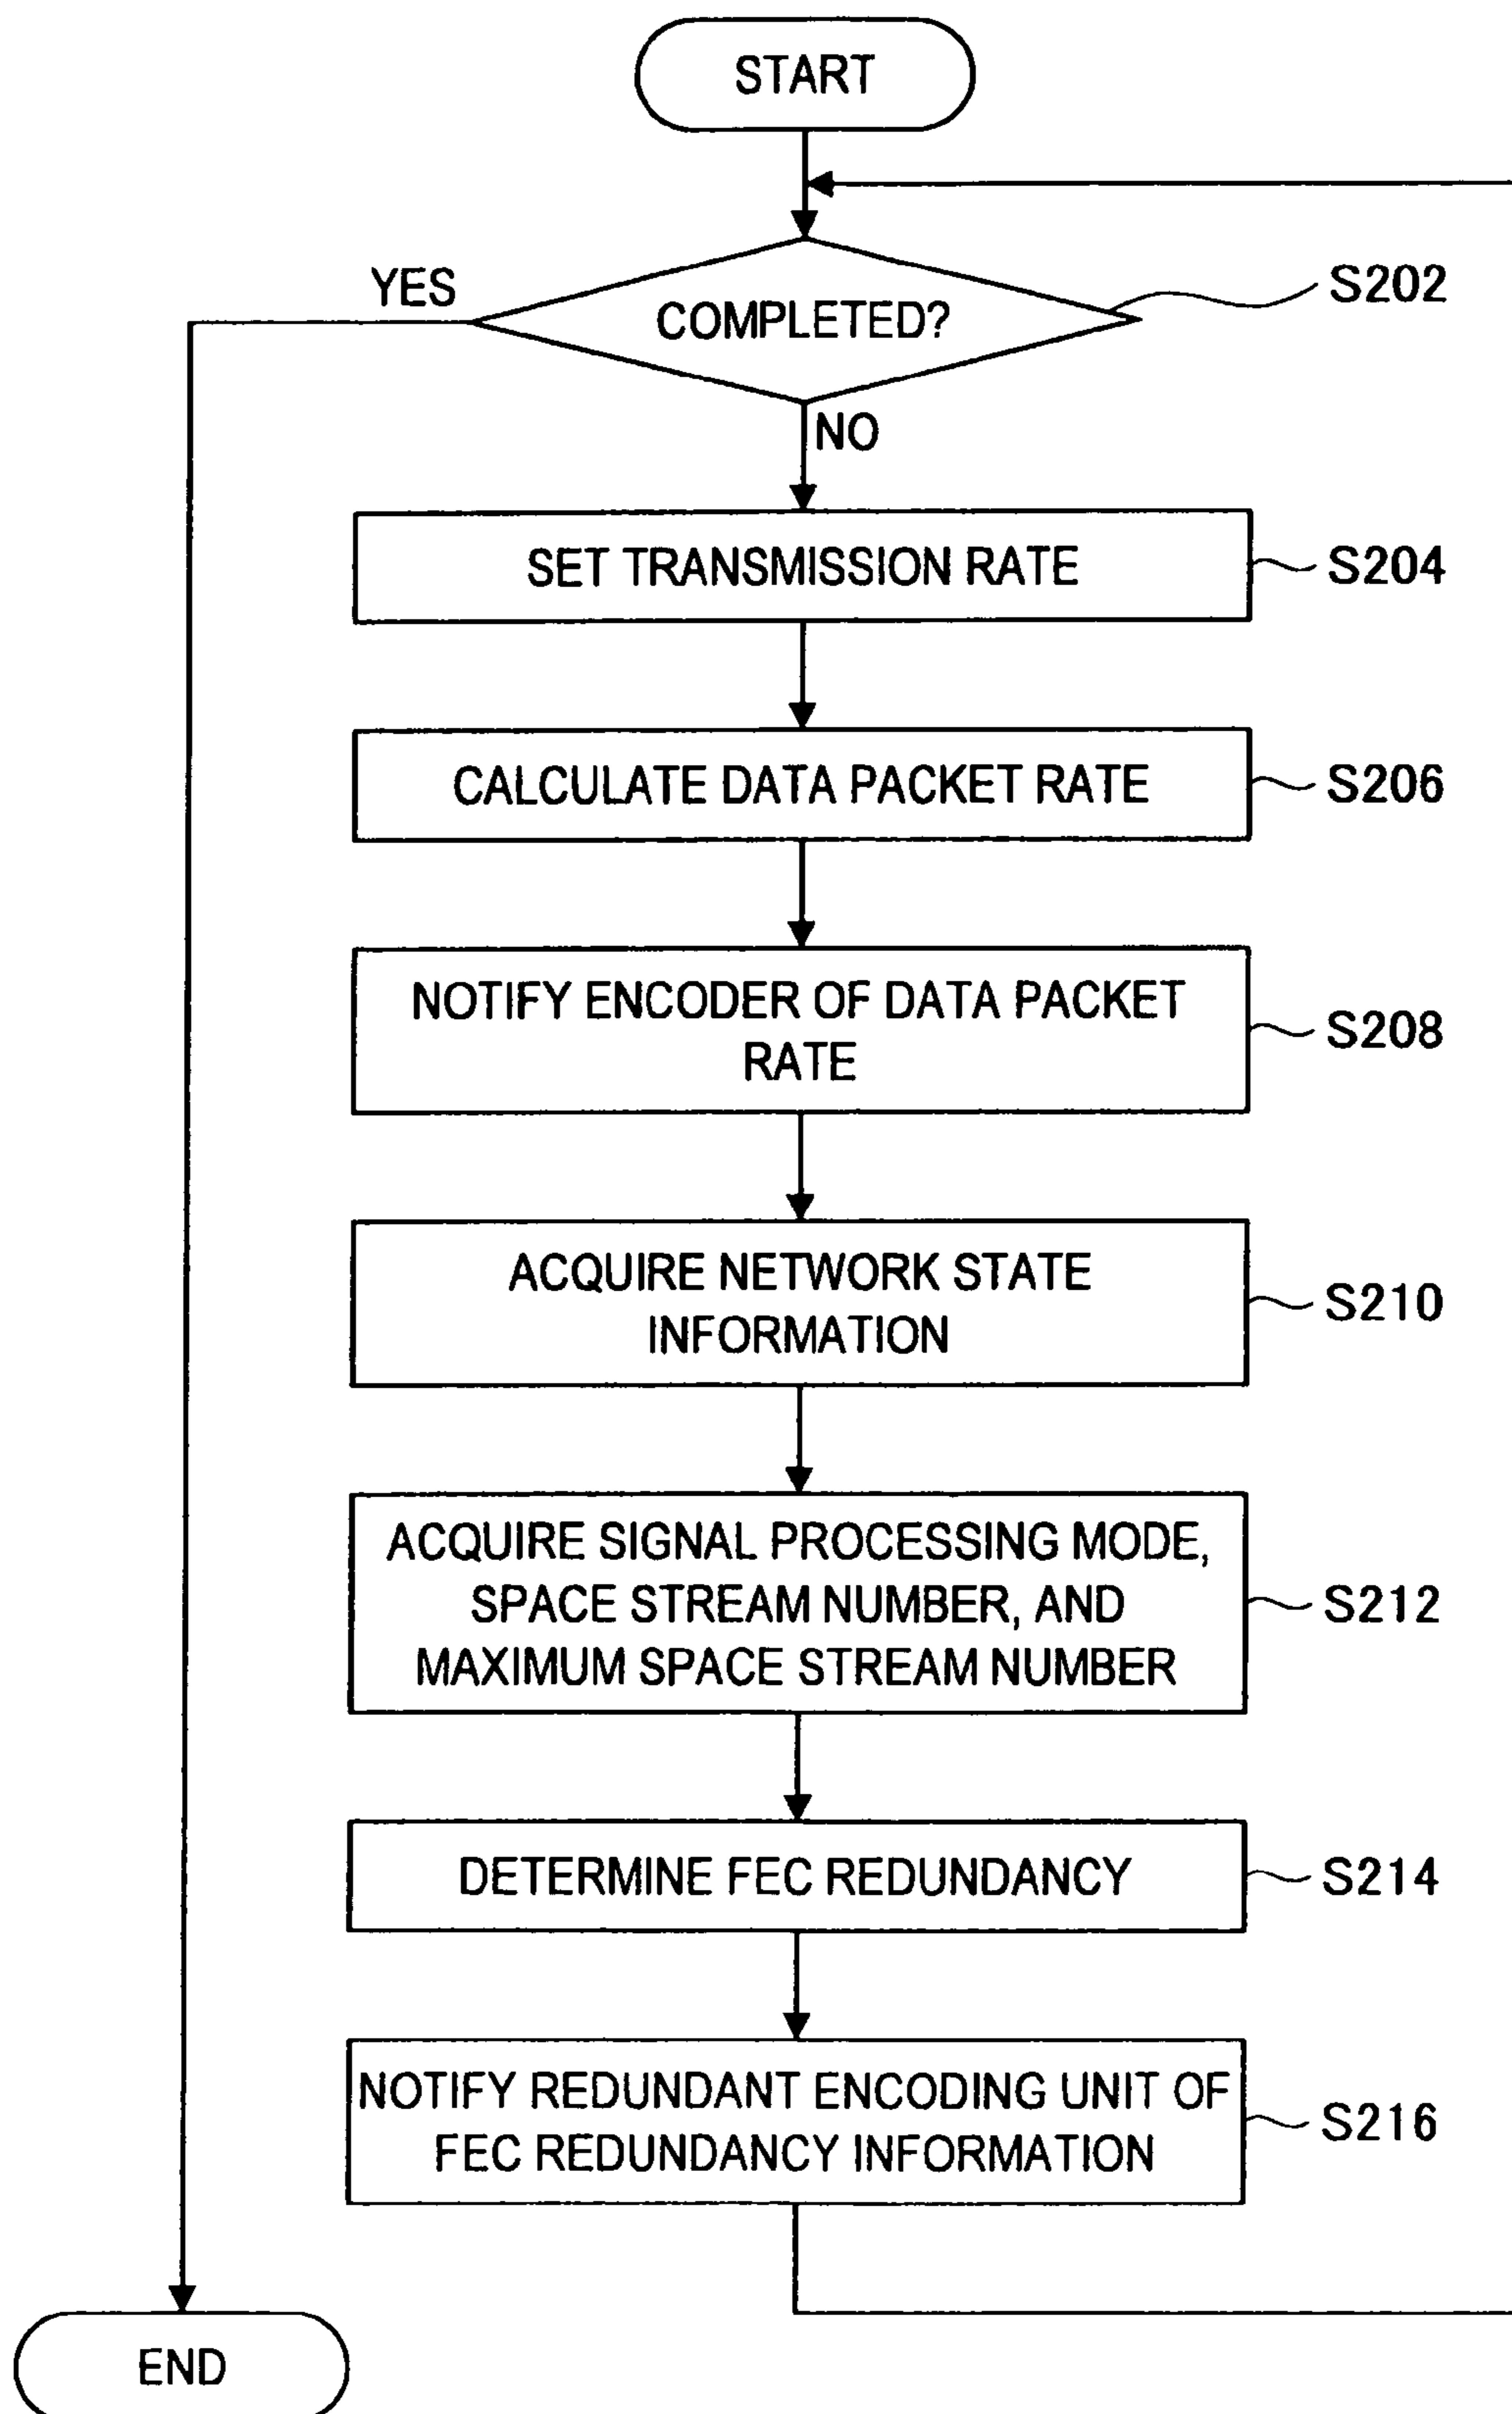 START
YES
COMPLETED?
S202
NO
SET TRANSMISSION RATE
S204
CALCULATE DATA PACKET RATE
S206
NOTIFY ENCODER OF DATA PACKET
RATE
S208
ACQUIRE NETWORK STATE
INFORMATION
S210
ACQUIRE SIGNAL PROCESSING MODE,
SPACE STREAM NUMBER, AND
MAXIMUM SPACE STREAM NUMBER
S212
DETERMINE FEC REDUNDANCY
S214
NOTIFY REDUNDANT ENCODING UNIT OF
FEC REDUNDANCY INFORMATION
S216
END